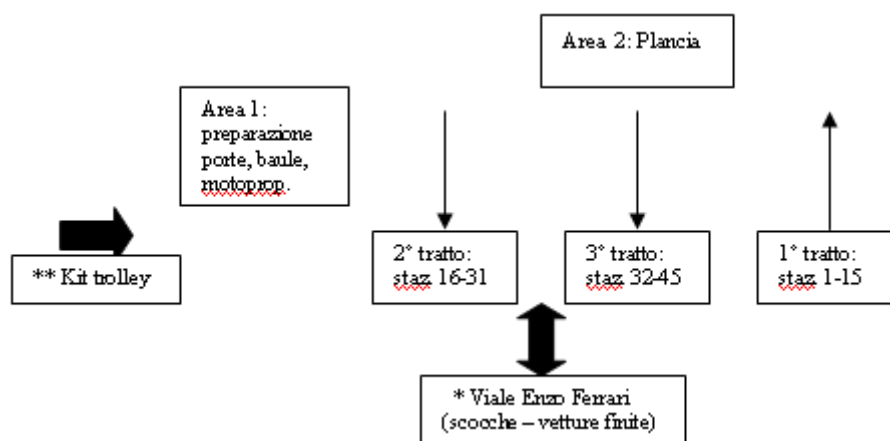 Area 2: Plancia
Area 1:
preparazione
porte, baule,
motoprop.
** Kit trolley
2° tratto:
staz 16-31
3° tratto:
staz 32-45
1° tratto:
staz 1-15
* Viale Enzo Ferrari
(scocche – vetture finite)